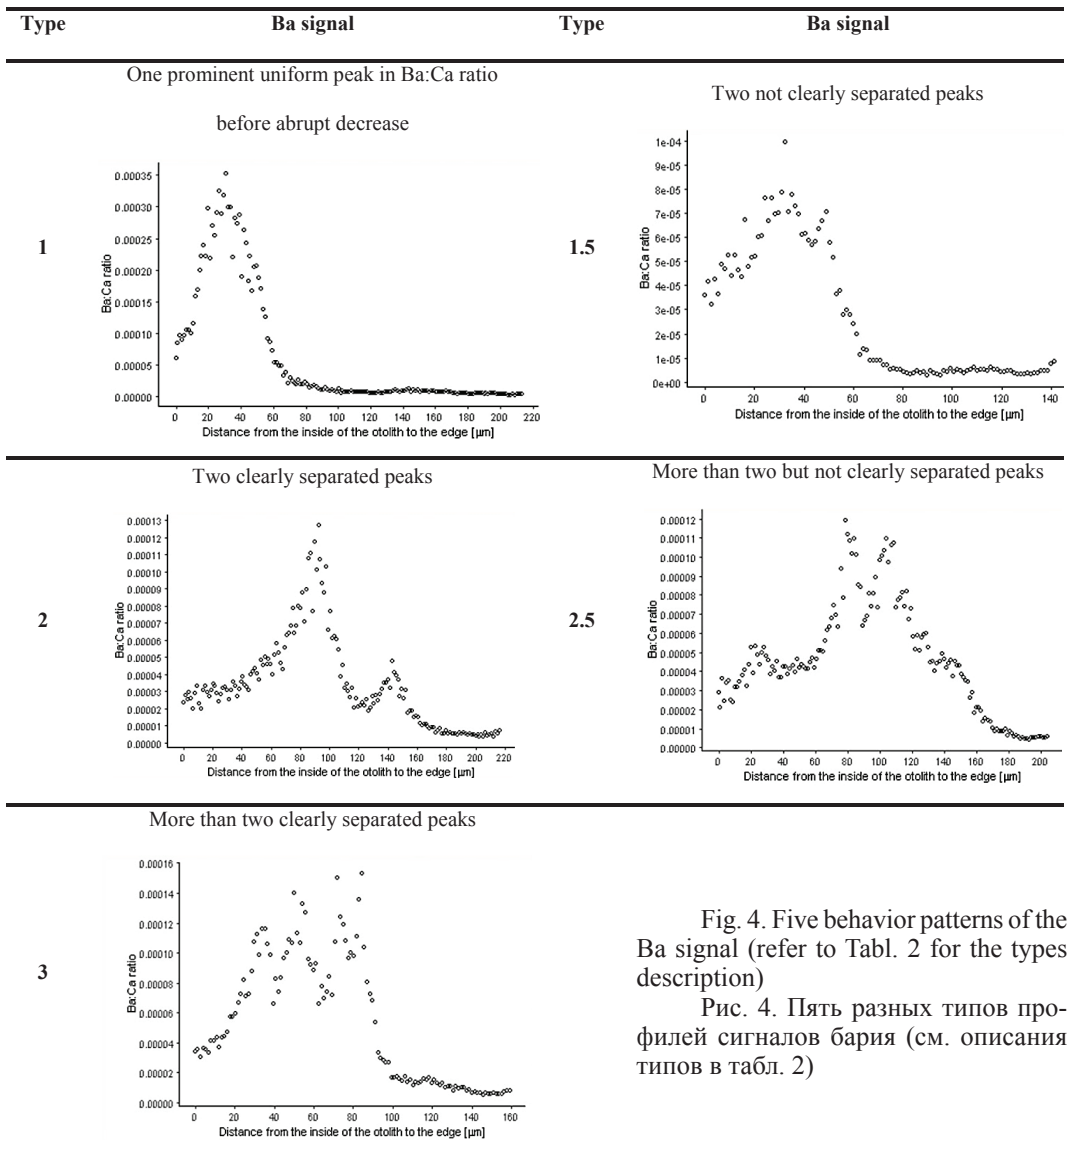 Type Ba signal Type Ba signal
One prominent uniform peak in Ba:Ca ratio
before abrupt decrease
1
Ba:Ca ratio
0.00035
0.00030
0.00025
0.00020
0.00015
0.00010
0.00005
0.00000
0 20 40 60 80 100 120 140 160 180 200 220
Distance from the inside of the otolith to the edge [µm]
Two not clearly separated peaks
1.5
Ba:Ca ratio
1e-04
9e-05
8e-05
7e-05
6e-05
5e-05
4e-05
3e-05
2e-05
1e-05
0e+00
0 20 40 60 80 100 120 140
Distance from the inside of the otolith to the edge [µm]
Two clearly separated peaks
2
Ba:Ca ratio
0.00013
0.00012
0.00011
0.00010
0.00009
0.00008
0.00007
0.00006
0.00005
0.00004
0.00003
0.00002
0.00001
0.00000
0 20 40 60 80 100 120 140 160 180 200 220
Distance from the inside of the otolith to the edge [µm]
More than two but not clearly separated peaks
2.5
Ba:Ca ratio
0.00012
0.00011
0.00010
0.00009
0.00008
0.00007
0.00006
0.00005
0.00004
0.00003
0.00002
0.00001
0.00000
0 20 40 60 80 100 120 140 160 180 200
Distance from the inside of the otolith to the edge [µm]
More than two clearly separated peaks
3
Ba:Ca ratio
0.00016
0.00014
0.00012
0.00010
0.00008
0.00006
0.00004
0.00002
0.00000
0 20 40 60 80 100 120 140 160
Distance from the inside of the otolith to the edge [µm]
Fig. 4. Five behavior patterns of the
Ba signal (refer to Tabl. 2 for the types
description)
Рис. 4. Пять разных типов про-
филей сигналов бария (см. описания
типов в табл. 2)